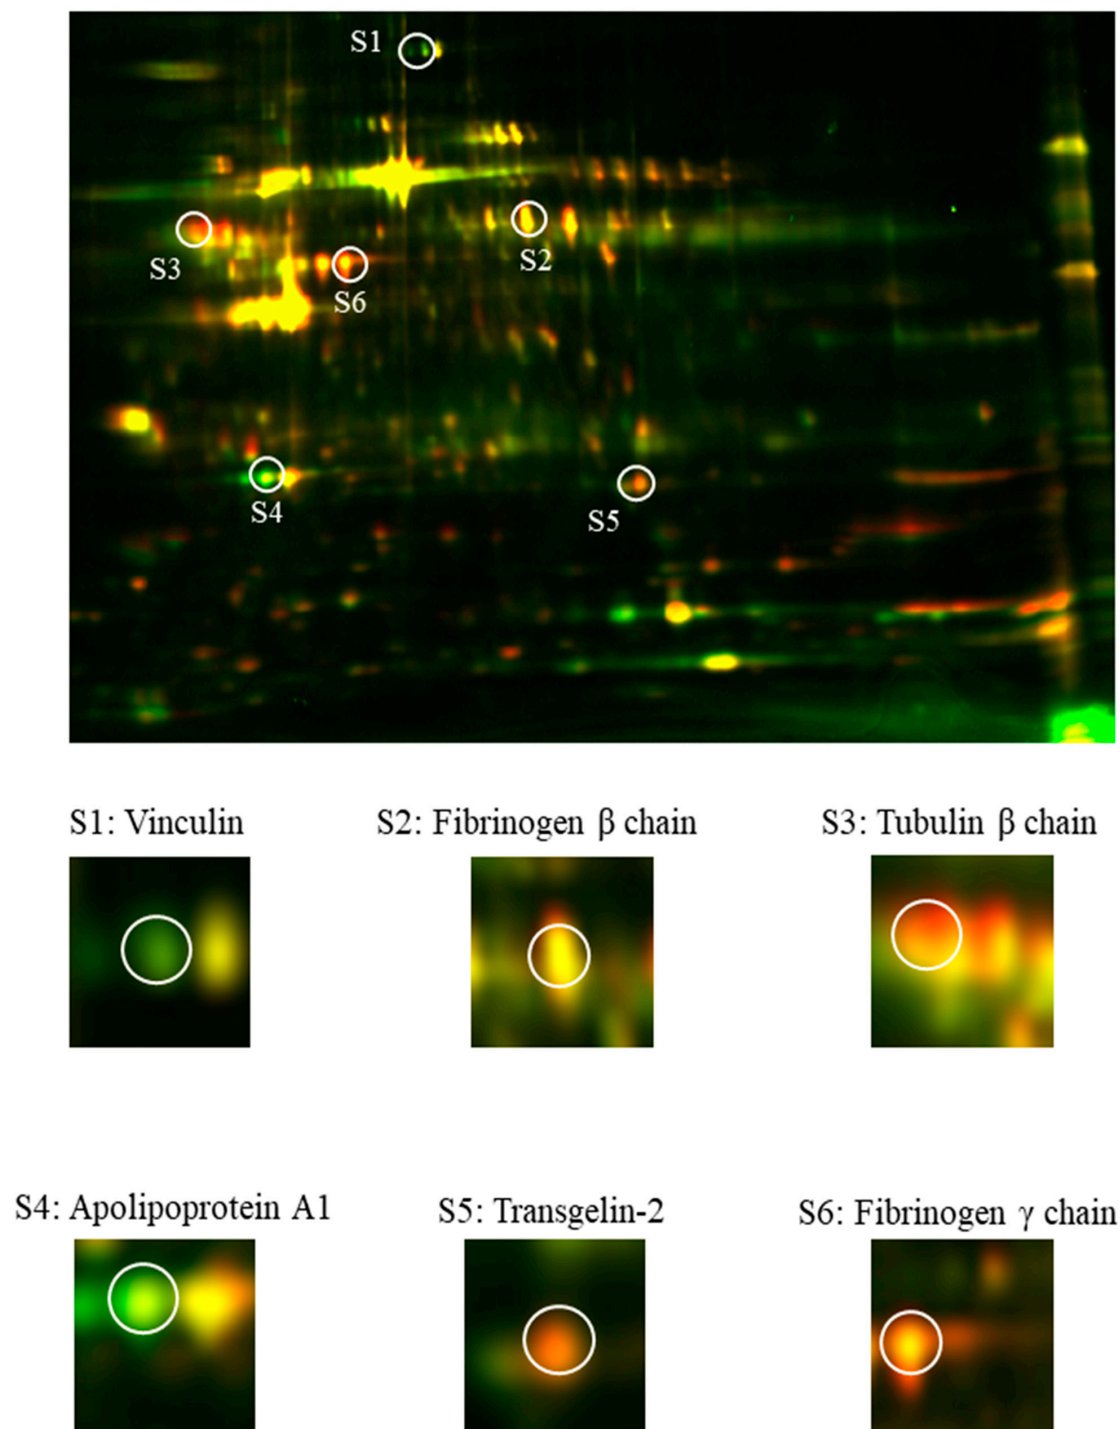 S1
S2
S3
S6
S4
S5
S1: Vinculin
S2: Fibrinogen β chain
S3: Tubulin β chain
S4: Apolipoprotein A1
S5: Transgelin-2
S6: Fibrinogen γ chain